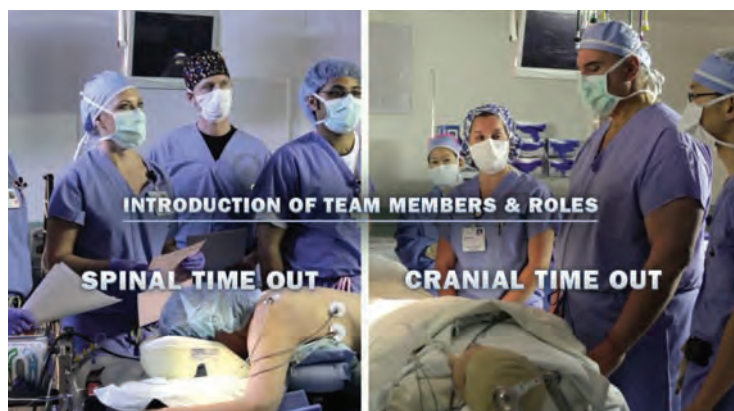 INTRODUCTION OF TEAM MEMBERS & ROLES
SPINAL TIME OUT
CRANIAL TIME OUT